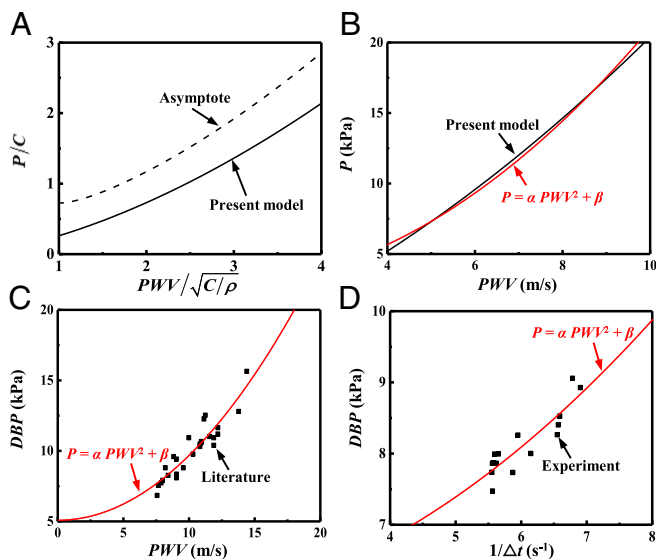 A
3
2
1
0
P/C
Asymptote
Present model
1
2
3
4
PWV/√C/ρ
B
20
15
10
5
P (kPa)
Present model
P = α PWV² + β
4
6
8
10
PWV (m/s)
C
20
15
10
5
DBP (kPa)
P = α PWV² + β
Literature
0
5
10
15
20
PWV (m/s)
D
10
9
8
7
DBP (kPa)
P = α PWV² + β
Experiment
4
5
6
7
8
1/Δt (s⁻¹)